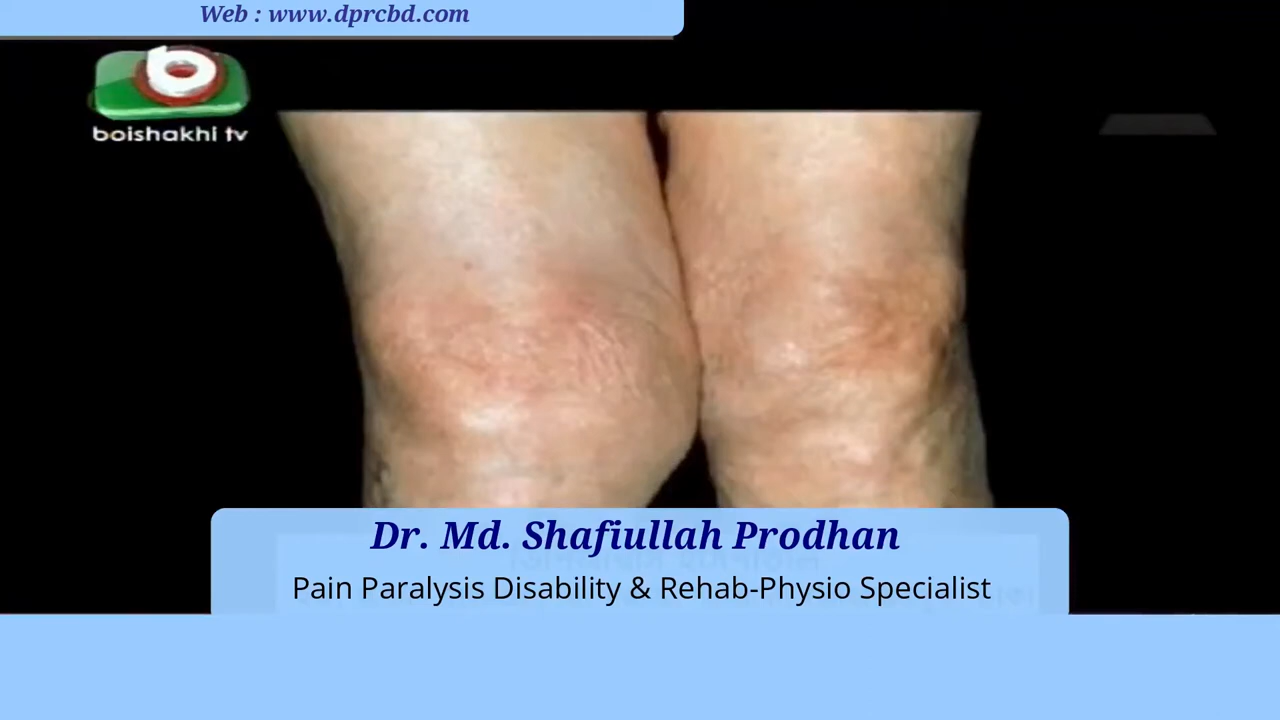 Web : www.dprcbd.com
boishakhi tv
Dr. Md. Shafiullah Prodhan
Pain Paralysis Disability & Rehab-Physio Specialist